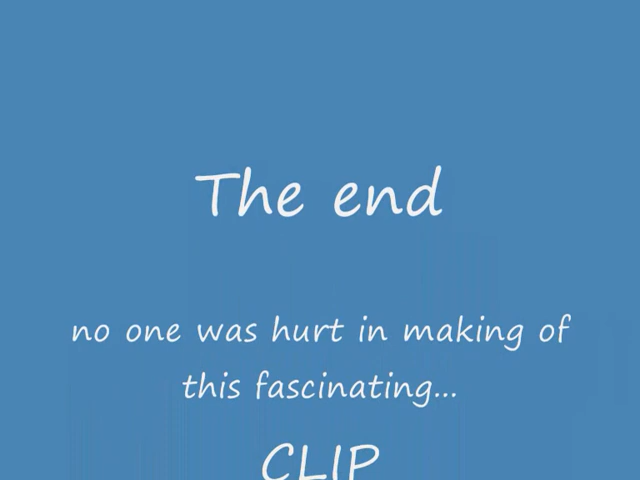 The end
no one was hurt in making of
this fascinating...
CLIP